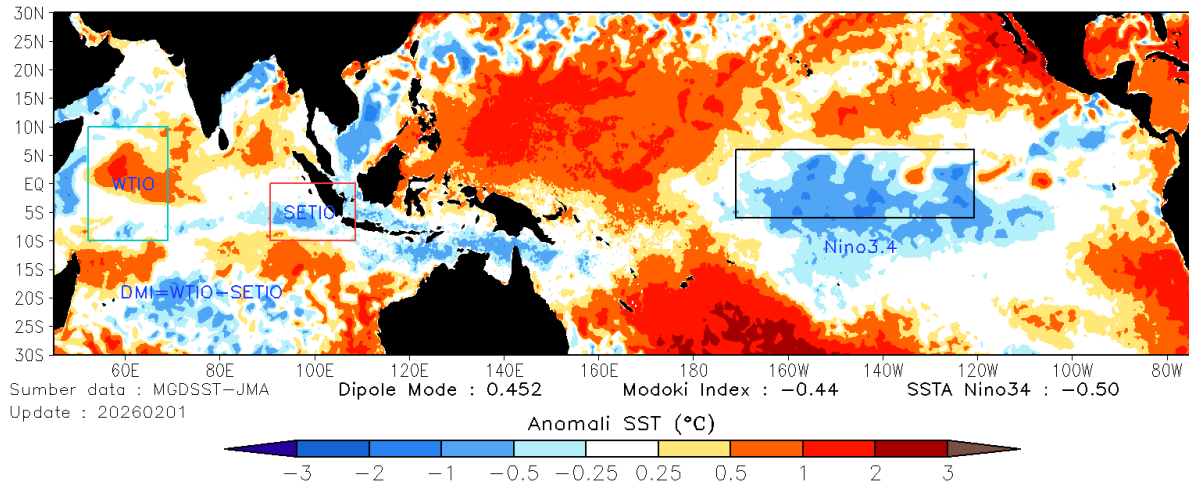 30N
25N
20N
15N
10N
5N
EQ
5S
10S
15S
20S
25S
30S
WTIO
SETIO
Nino3.4
DMI=WTIO−SETIO
60E 80E 100E 120E 140E 160E 180 160W 140W 120W 100W 80W
Sumber data : MGDSST−JMA Dipole Mode : 0.452 Modoki Index : −0.44 SSTA Nino34 : −0.50
Update : 20260201
Anomali SST (°C)
−3 −2 −1 −0.5 −0.25 0.25 0.5 1 2 3